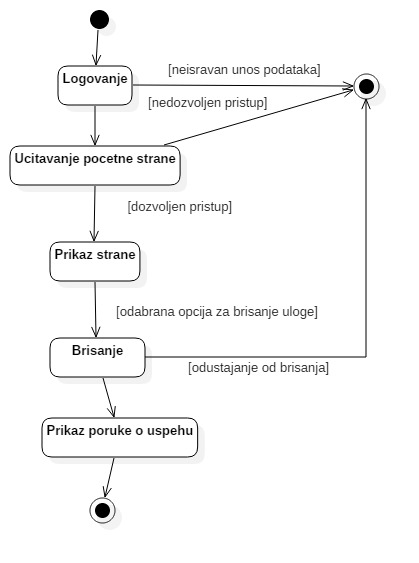 [neisravan unos podataka]
Logovanje
[nedozvoljen pristup]
Ucitavanje pocetne strane
[dozvoljen pristup]
Prikaz strane
[odabrana opcija za brisanje uloge]
Brisanje
[odustajanje od brisanja]
Prikaz poruke o uspehu